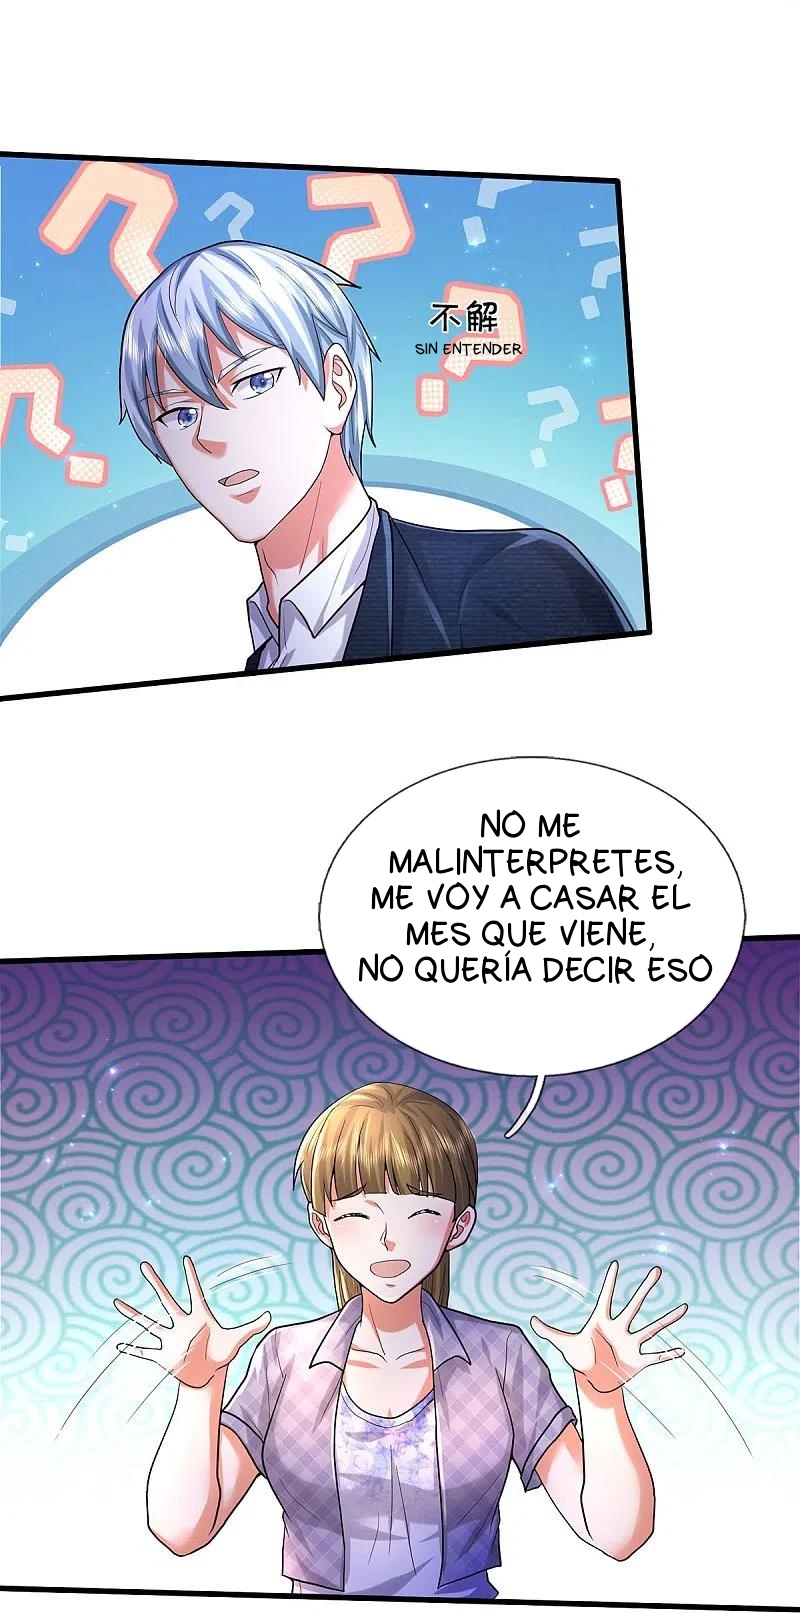 不解
SIN ENTENDER
NO ME
MALINTERPRETES,
ME VOY A CASAR EL
MES QUE VIENE,
NO QUERÍA DECIR ESO